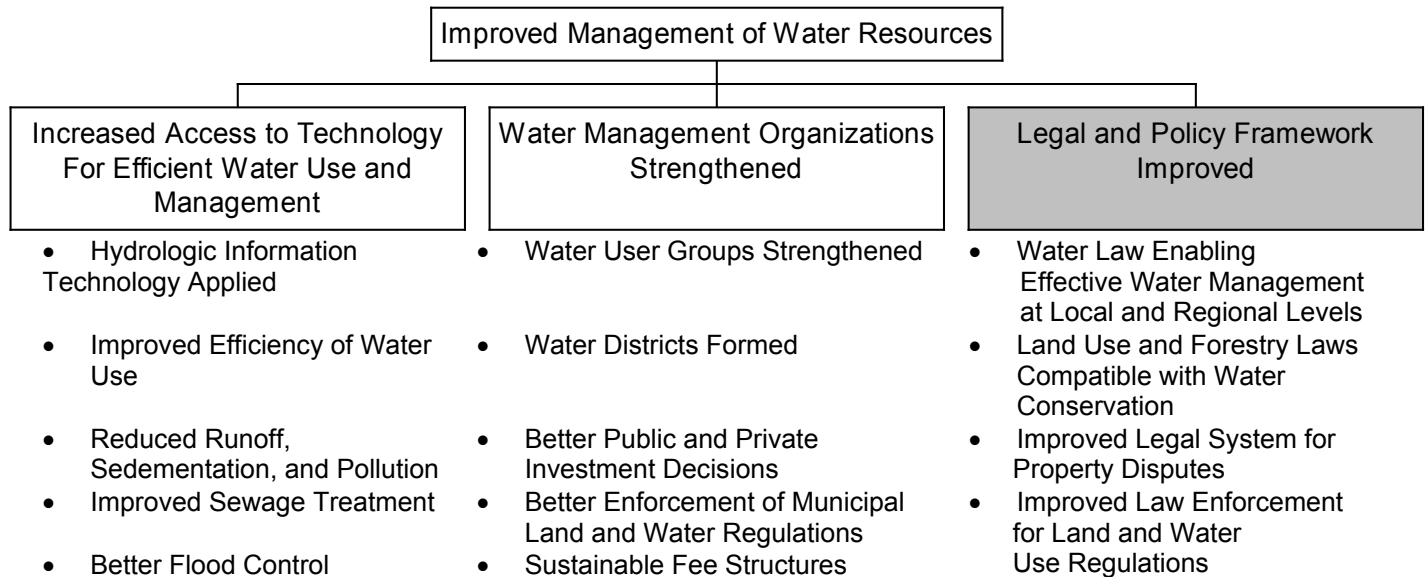 Improved Management of Water Resources
Increased Access to Technology
For Efficient Water Use and
Management
Water Management Organizations
Strengthened
Legal and Policy Framework
Improved
• Hydrologic Information
Technology Applied
• Improved Efficiency of Water
Use
• Reduced Runoff,
Sedementation, and Pollution
• Improved Sewage Treatment
• Better Flood Control
• Water User Groups Strengthened
• Water Districts Formed
• Better Public and Private
Investment Decisions
• Better Enforcement of Municipal
Land and Water Regulations
• Sustainable Fee Structures
• Water Law Enabling
Effective Water Management
at Local and Regional Levels
• Land Use and Forestry Laws
Compatible with Water
Conservation
• Improved Legal System for
Property Disputes
• Improved Law Enforcement
for Land and Water
Use Regulations